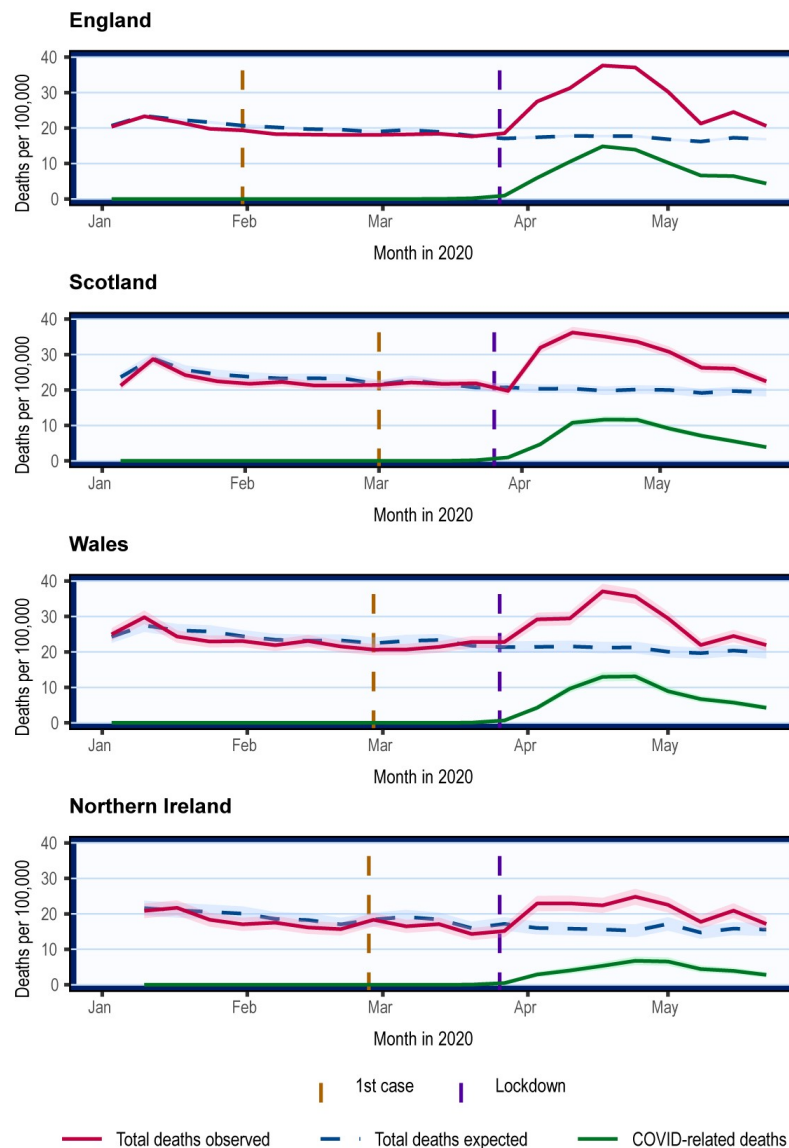 England
Deaths per 100,000
40
30
20
10
0
Jan Feb Mar Apr May
Month in 2020
Scotland
Deaths per 100,000
40
30
20
10
0
Jan Feb Mar Apr May
Month in 2020
Wales
Deaths per 100,000
40
30
20
10
0
Jan Feb Mar Apr May
Month in 2020
Northern Ireland
Deaths per 100,000
40
30
20
10
0
Jan Feb Mar Apr May
Month in 2020
1st case Lockdown
Total deaths observed Total deaths expected COVID-related deaths